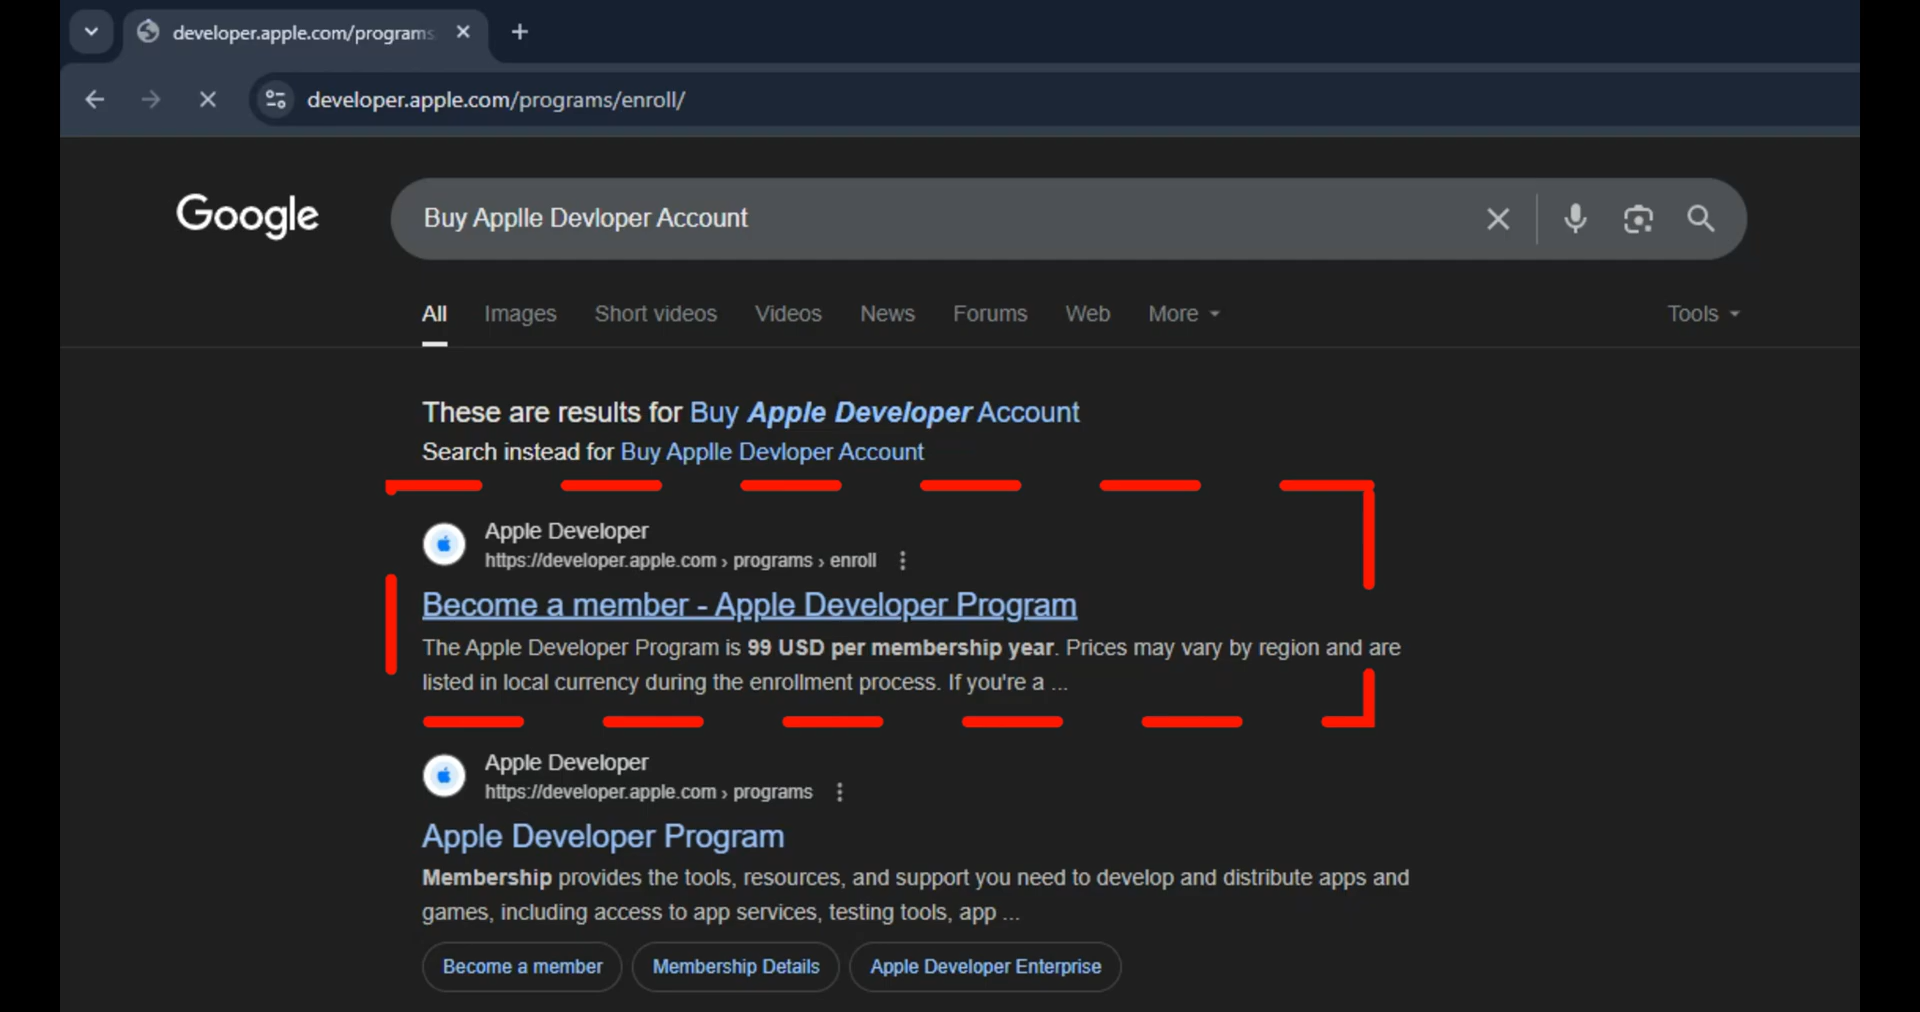 developer.apple.com/programs
developer.apple.com/programs/enroll/
Google
Buy Applle Devloper Account
All Images Short videos Videos News Forums Web More Tools
These are results for Buy Apple Developer Account
Search instead for Buy Applle Devloper Account
Apple Developer
https://developer.apple.com › programs › enroll
Become a member - Apple Developer Program
The Apple Developer Program is 99 USD per membership year. Prices may vary by region and are
listed in local currency during the enrollment process. If you're a ...
Apple Developer
https://developer.apple.com › programs
Apple Developer Program
Membership provides the tools, resources, and support you need to develop and distribute apps and
games, including access to app services, testing tools, app ...
Become a member Membership Details Apple Developer Enterprise